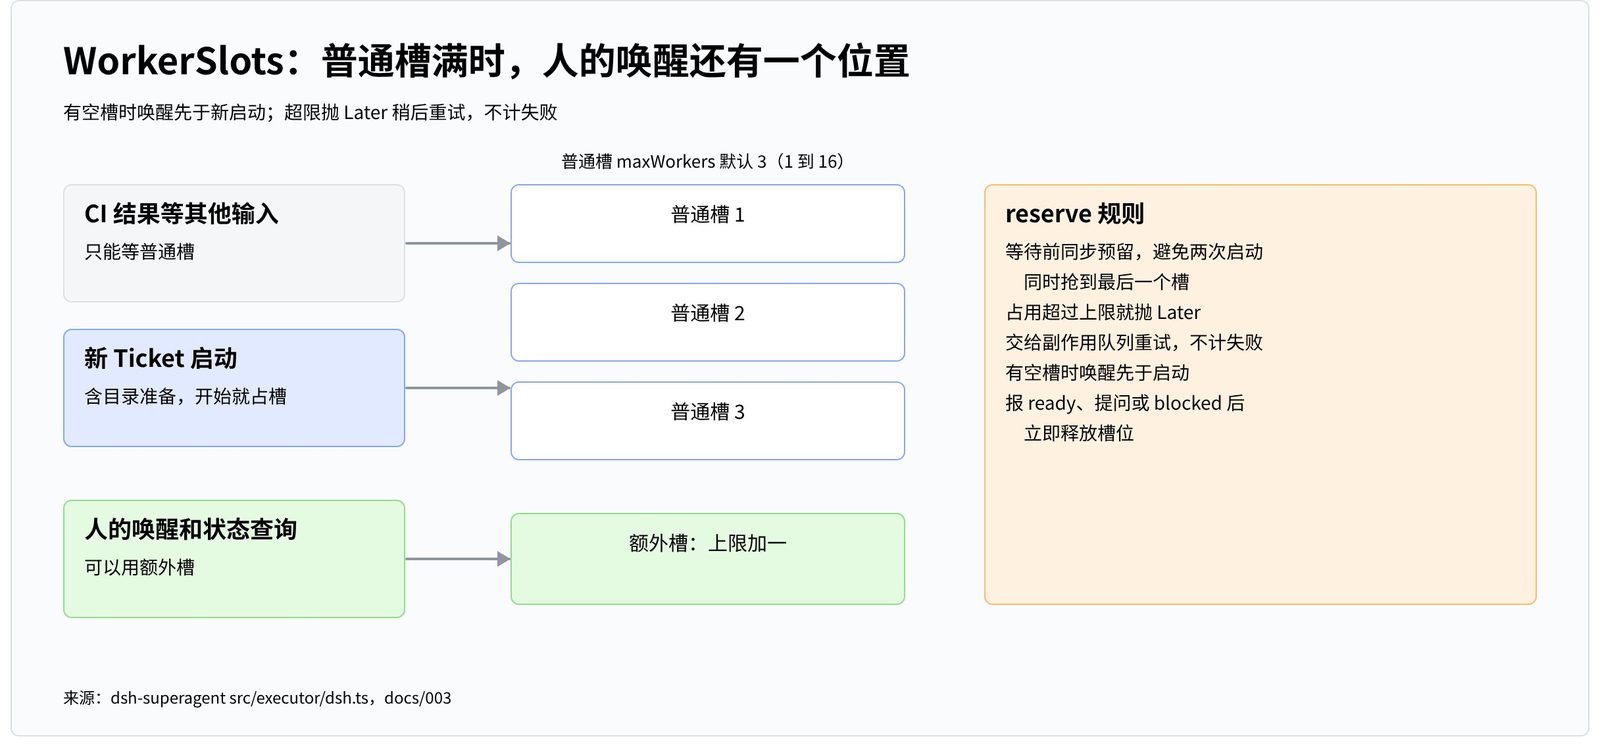 WorkerSlots：普通槽满时，人的唤醒还有一个位置
有空槽时唤醒先于新启动；超限抛 Later 稍后重试，不计失败
普通槽 maxWorkers 默认 3（1 到 16）
CI 结果等其他输入
只能等普通槽
新 Ticket 启动
含目录准备，开始就占槽
人的唤醒和状态查询
可以用额外槽
普通槽 1
普通槽 2
普通槽 3
额外槽：上限加一
reserve 规则
等待前同步预留，避免两次启动
同时抢到最后一个槽
占用超过上限就抛 Later
交给副作用队列重试，不计失败
有空槽时唤醒先于启动
报 ready、提问或 blocked 后
立即释放槽位
来源：dsh-superagent src/executor/dsh.ts，docs/003